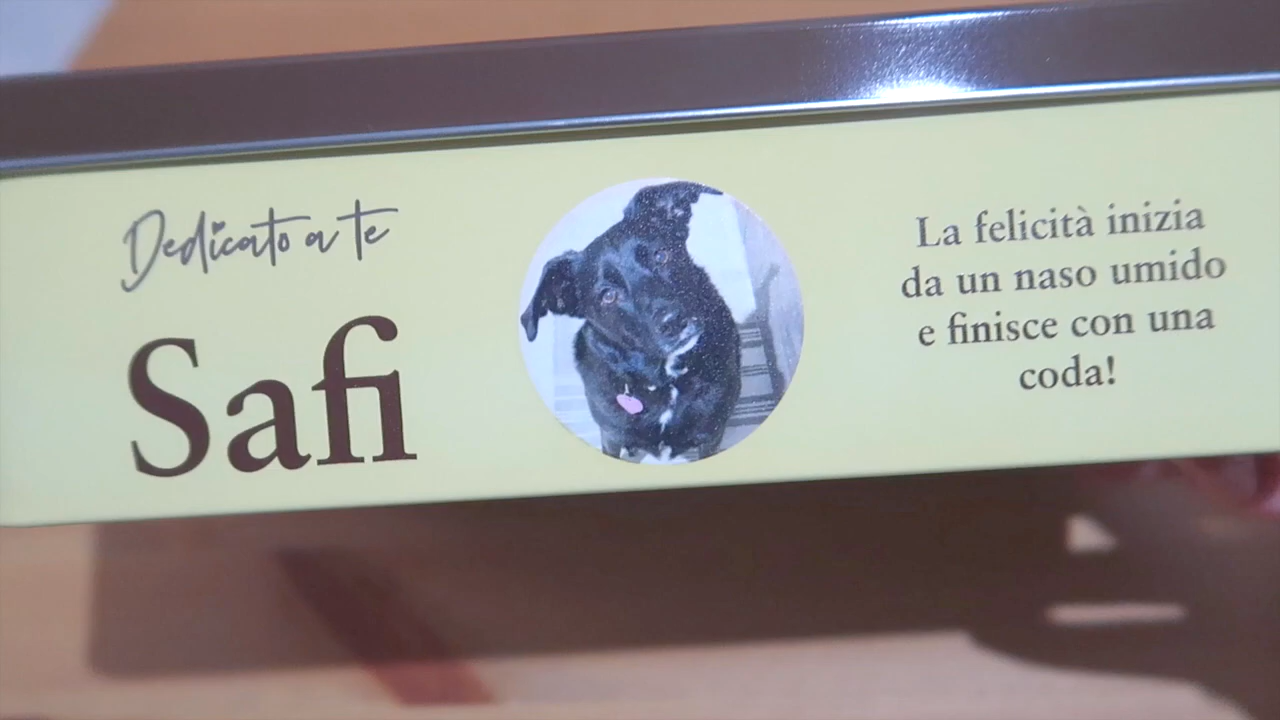 Dedicato a te
Safi
La felicità inizia
da un naso umido
e finisce con una
coda!